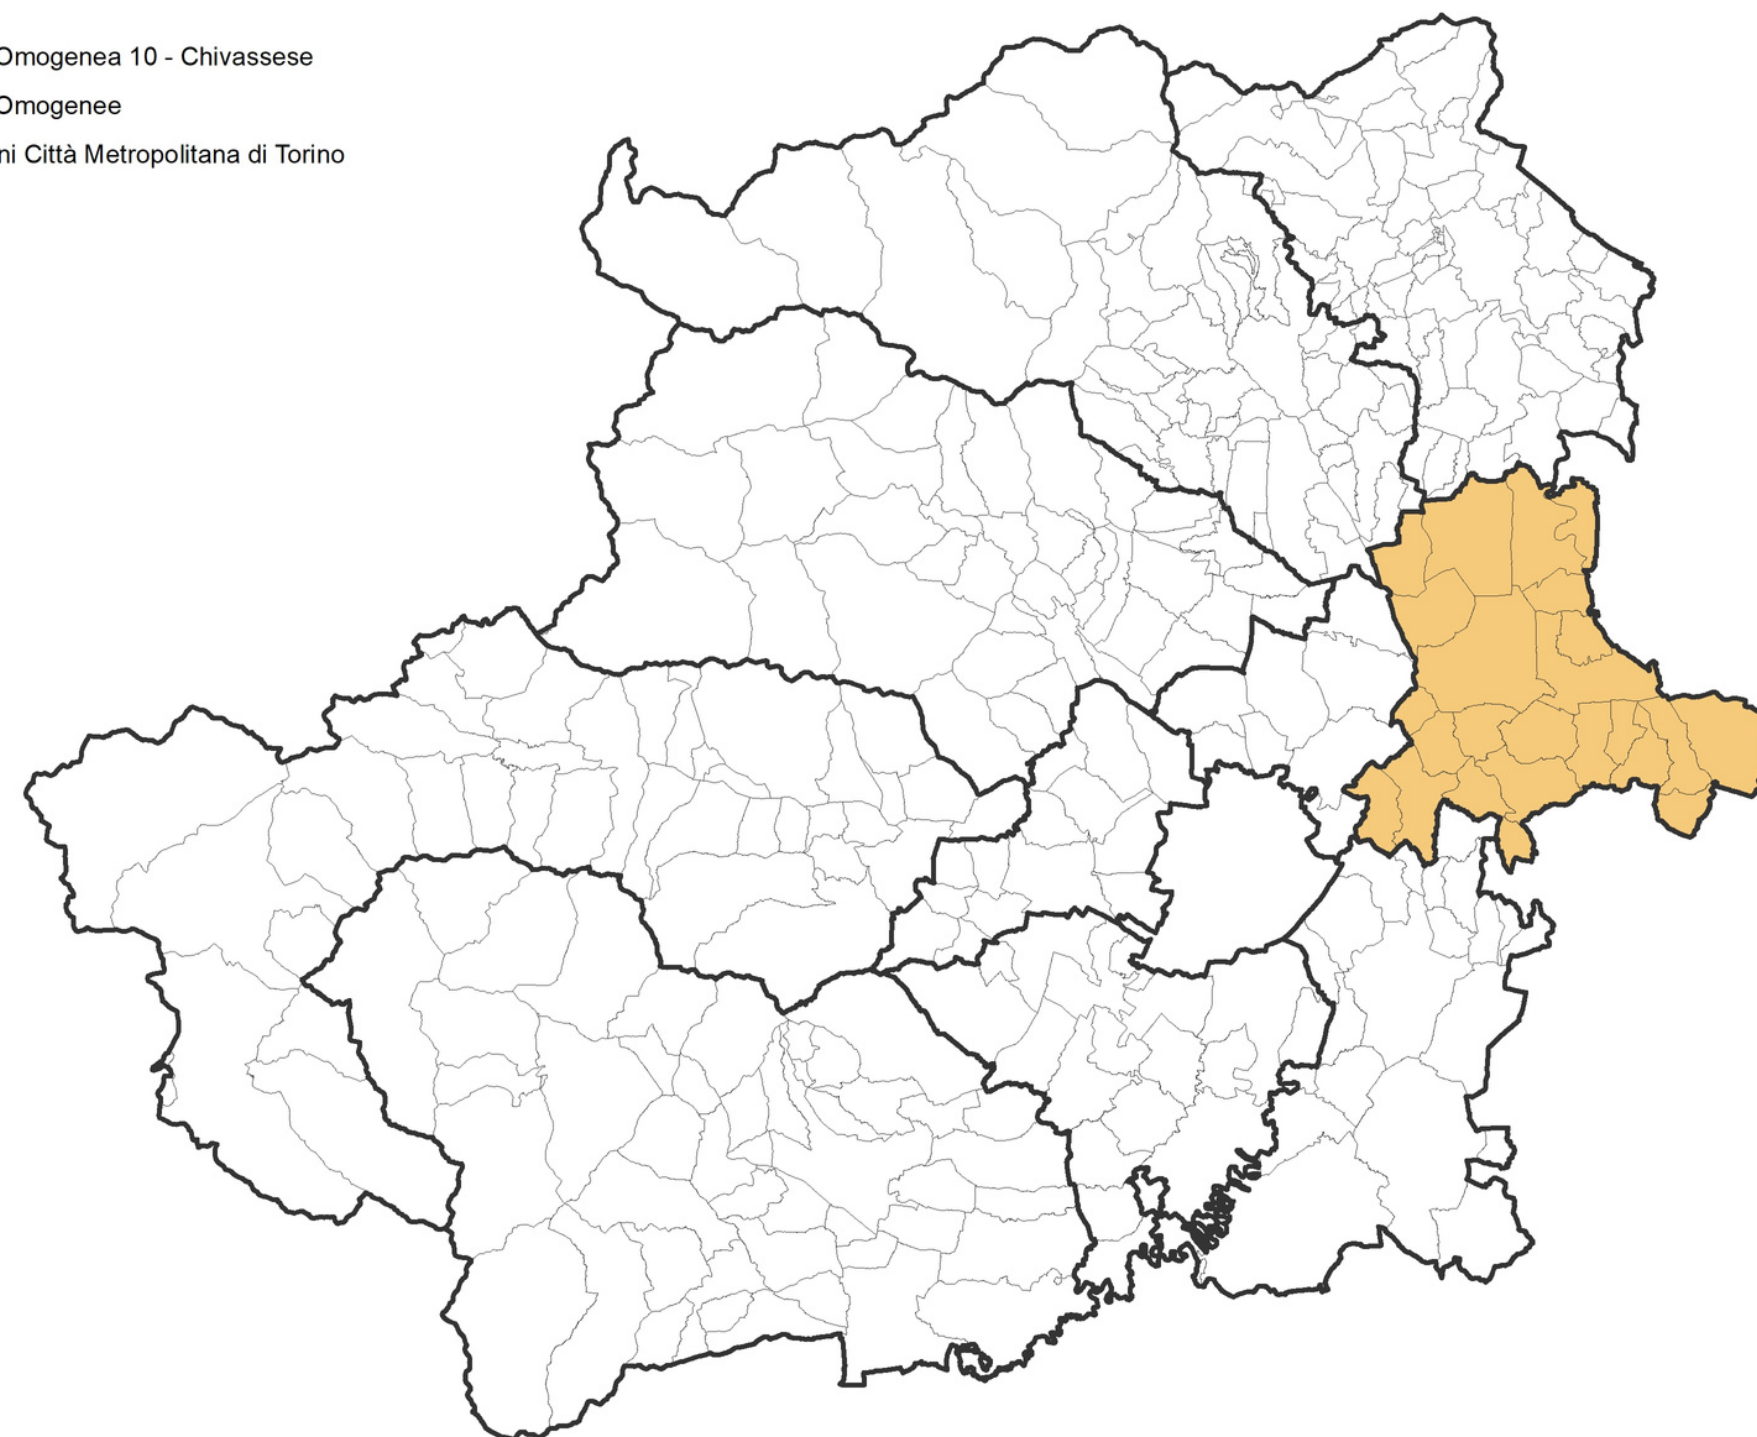 Omogenea 10 - Chivassese
Omogenee
ni Città Metropolitana di Torino